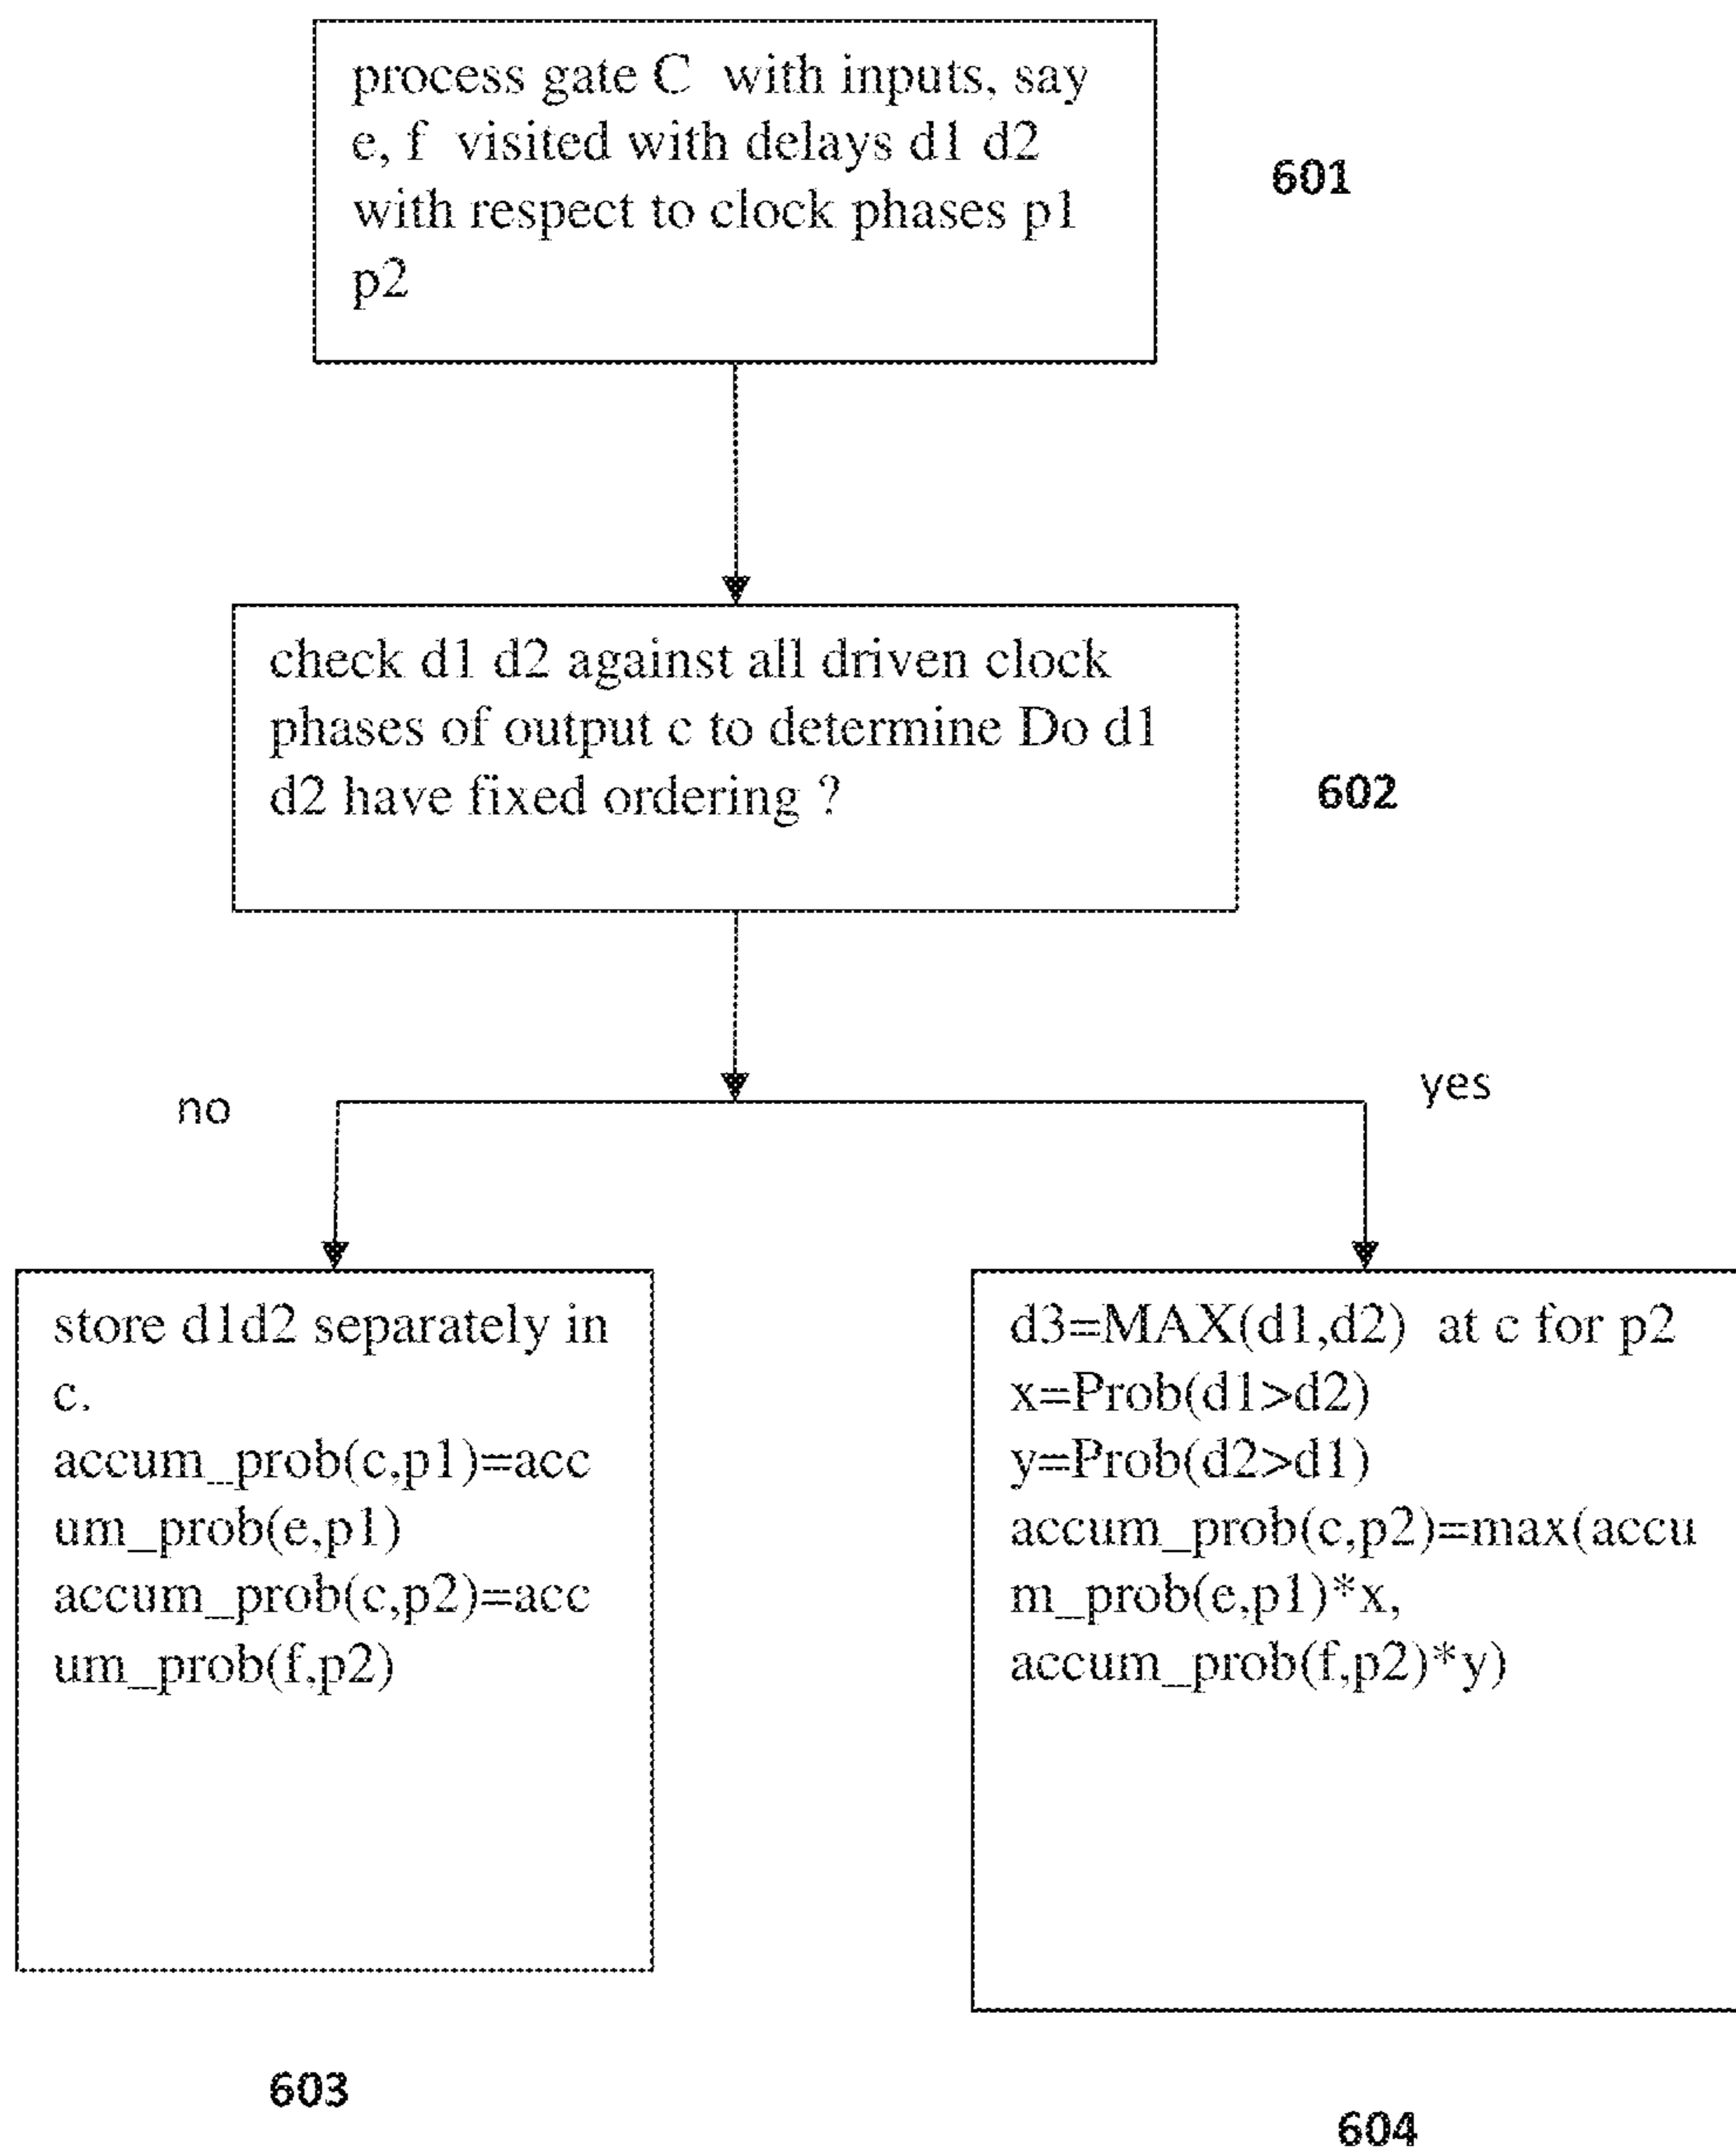 process gate C with inputs, say
e, f visited with delays d1 d2
with respect to clock phases p1
p2
601
check d1 d2 against all driven clock
phases of output c to determine Do d1
d2 have fixed ordering ?
602
no
yes
store d1d2 separately in
c.
accum_prob(c,p1)=acc
um_prob(e,p1)
accum_prob(c,p2)=acc
um_prob(f,p2)
603
d3=MAX(d1,d2) at c for p2
x=Prob(d1>d2)
y=Prob(d2>d1)
accum_prob(c,p2)=max(accu
m_prob(e,p1)*x,
accum_prob(f,p2)*y)
604